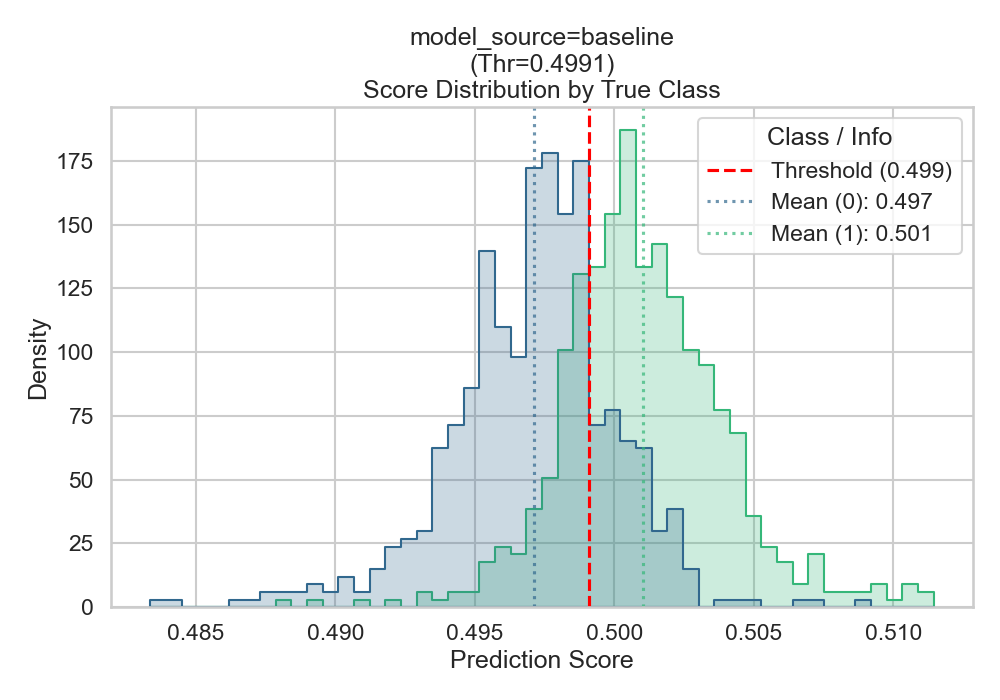 model_source=baseline
(Thr=0.4991)
Score Distribution by True Class
Class / Info
Threshold (0.499)
Mean (0): 0.497
Mean (1): 0.501
Density
175
150
125
100
75
50
25
0
0.485 0.490 0.495 0.500 0.505 0.510
Prediction Score